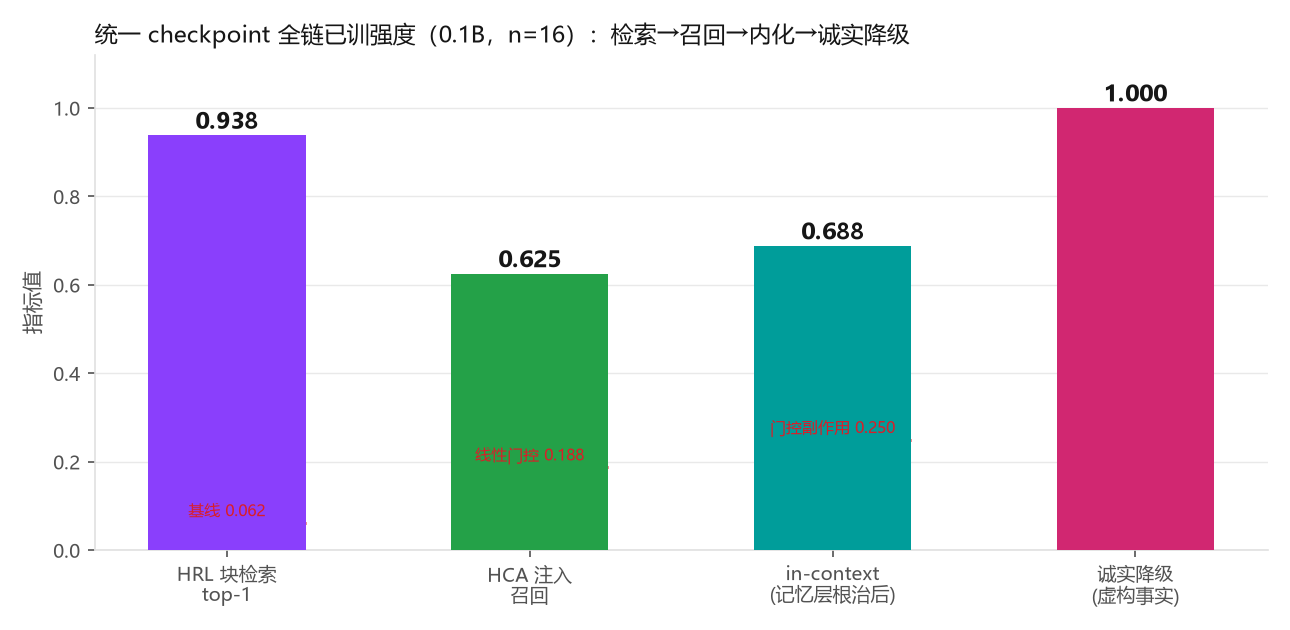 统一 checkpoint 全链已训强度（0.1B，n=16）：检索→召回→内化→诚实降级
指标值
1.0
0.8
0.6
0.4
0.2
0.0
0.938
0.625
0.688
1.000
基线 0.062
线性门控 0.188
门控副作用 0.250
HRL 块检索
top-1
HCA 注入
召回
in-context
(记忆层根治后)
诚实降级
(虚构事实)